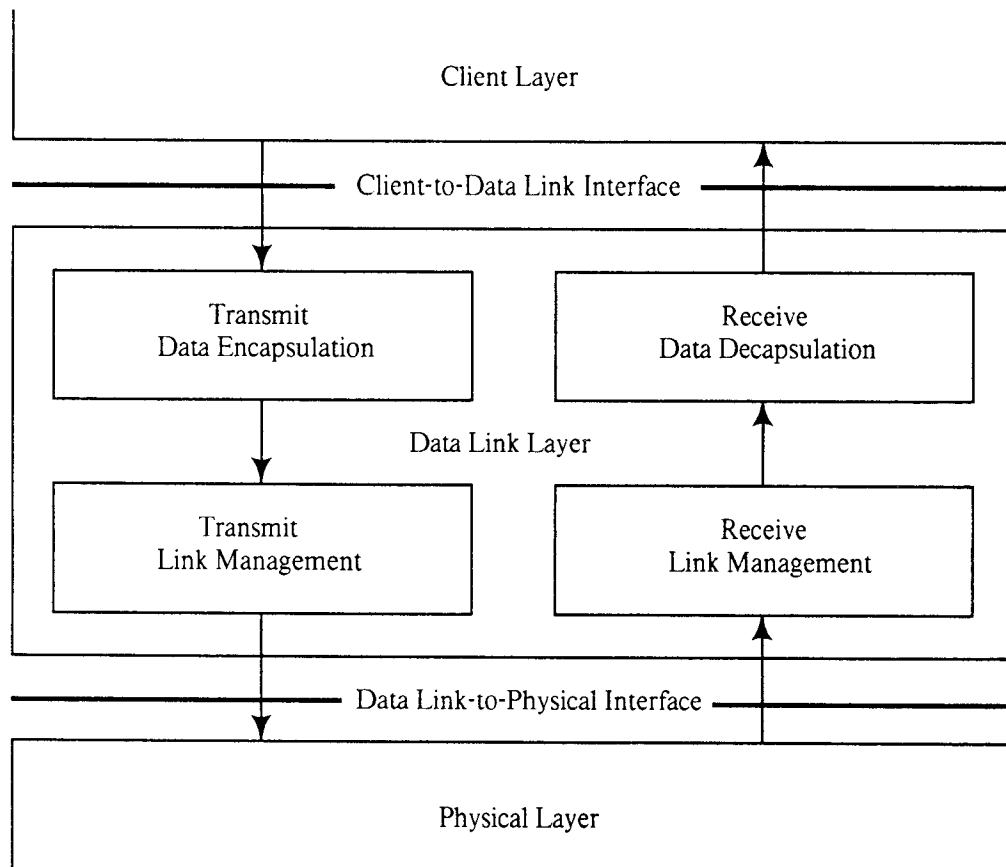 Client Layer
Client-to-Data Link Interface
Transmit
Data Encapsulation
Receive
Data Decapsulation
Data Link Layer
Transmit
Link Management
Receive
Link Management
Data Link-to-Physical Interface
Physical Layer